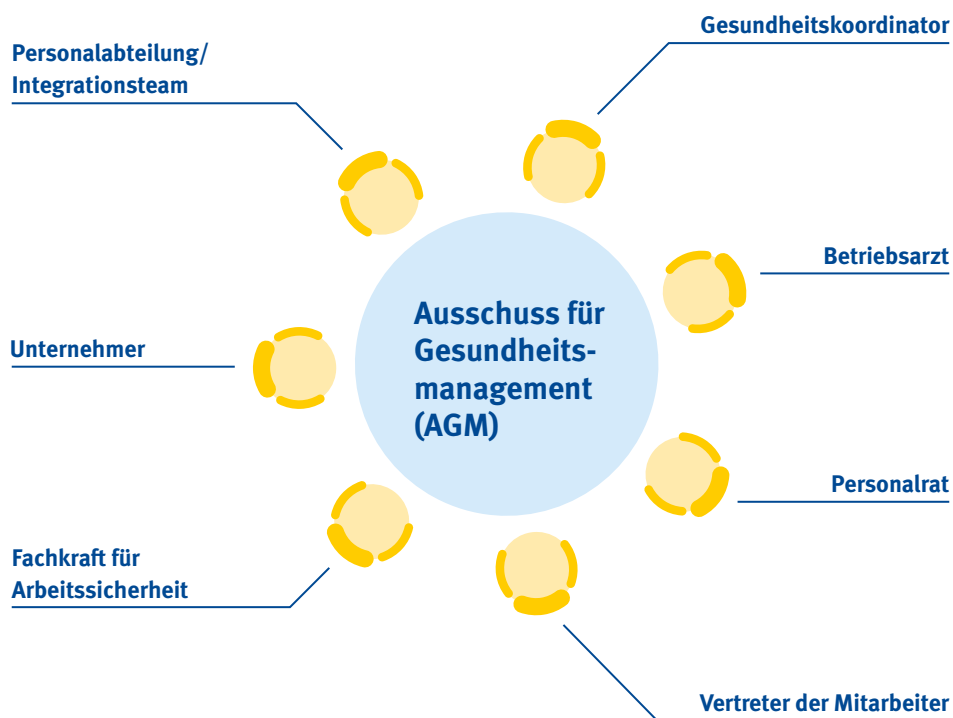 Gesundheitskoordinator
Personalabteilung/
Integrationsteam
Betriebsarzt
Ausschuss für
Gesundheits-
management
(AGM)
Unternehmer
Personalrat
Fachkraft für
Arbeitssicherheit
Vertreter der Mitarbeiter